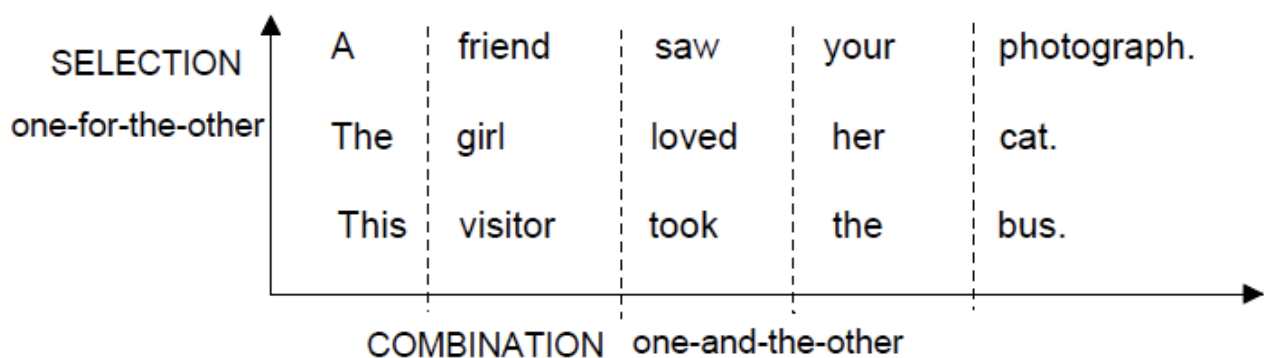 SELECTION
one-for-the-other
A friend saw your photograph.
The girl loved her cat.
This visitor took the bus.
COMBINATION one-and-the-other